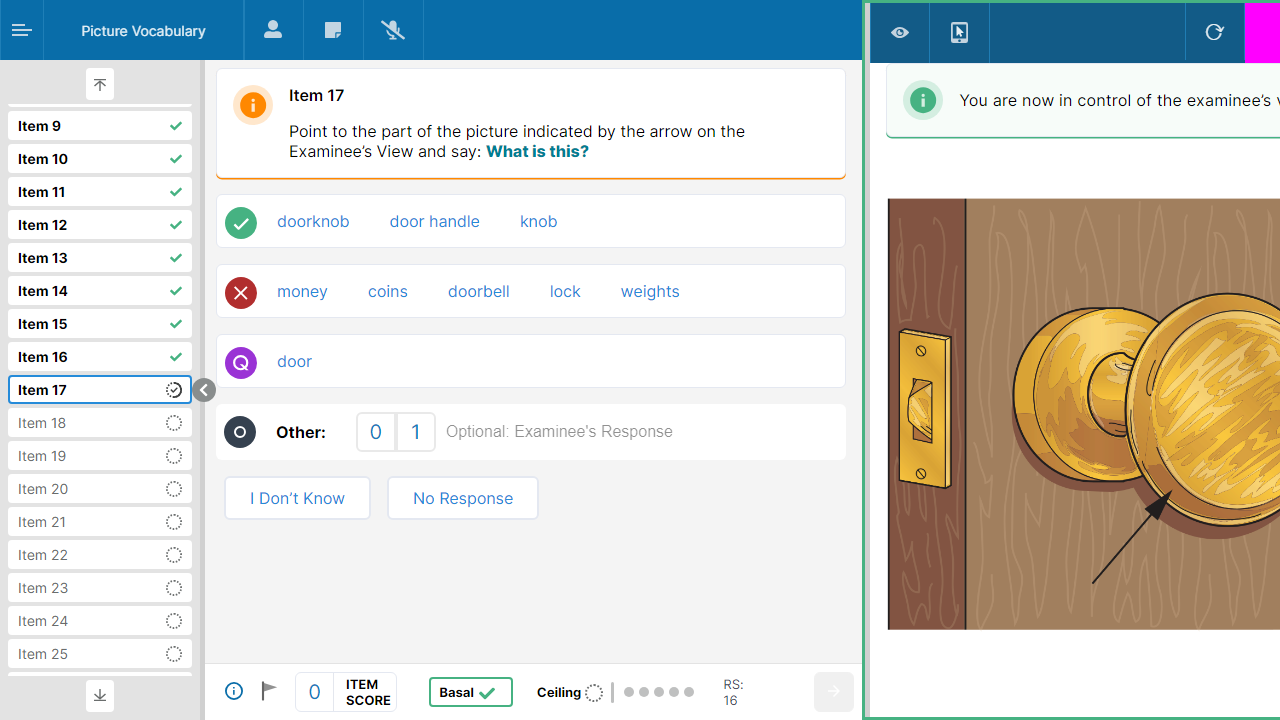 Picture Vocabulary
Item 9
Item 10
Item 11
Item 12
Item 13
Item 14
Item 15
Item 16
Item 17
Item 18
Item 19
Item 20
Item 21
Item 22
Item 23
Item 24
Item 25
Item 17
Point to the part of the picture indicated by the arrow on the
Examinee’s View and say: What is this?
doorknob door handle knob
money coins doorbell lock weights
Q door
Other: 0 1 Optional: Examinee's Response
I Don’t Know No Response
0 ITEM SCORE
Basal
Ceiling
RS:
16
You are now in control of the examinee’s